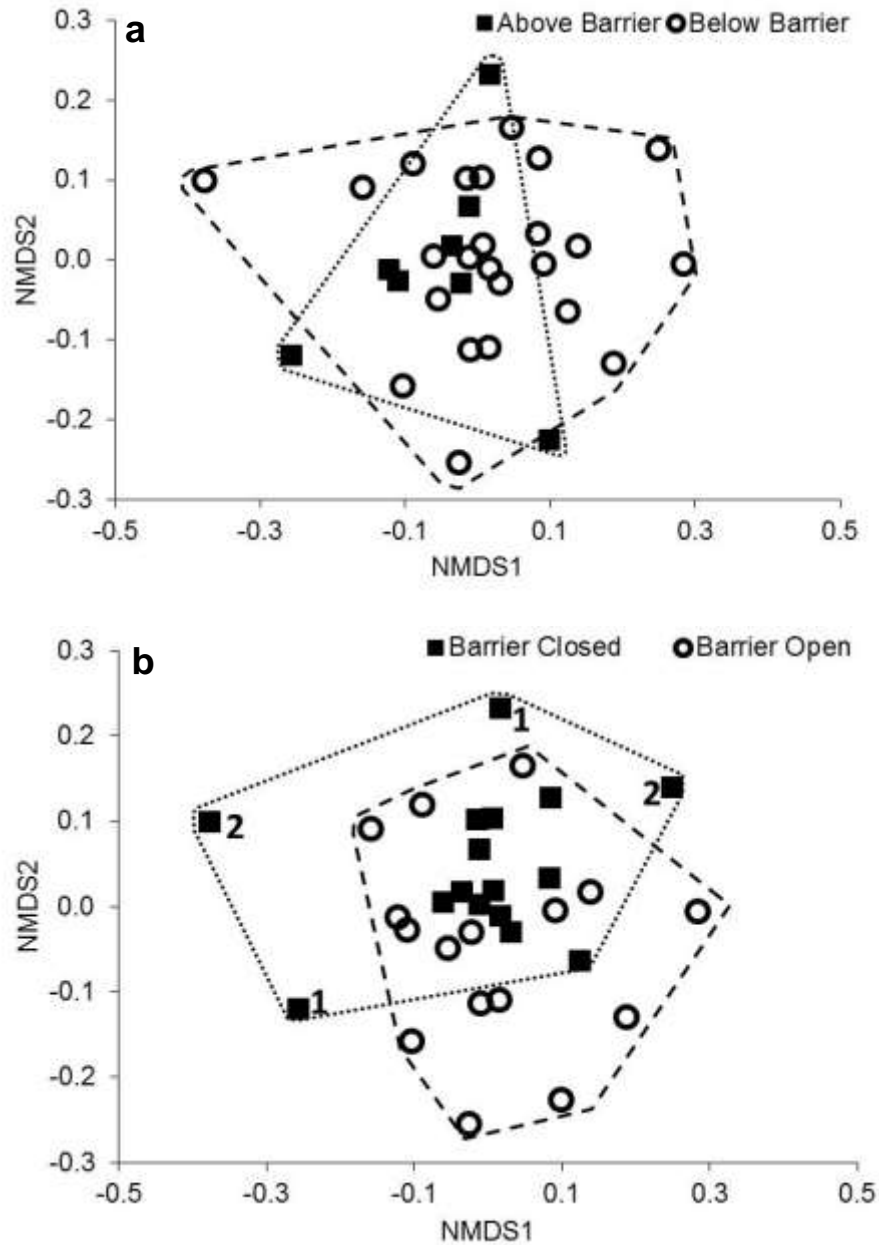 a ■ Above Barrier O Below Barrier
0.3
0.2
0.1
0.0
-0.1
-0.2
-0.3
NMDS2
-0.5 -0.3 -0.1 0.1 0.3 0.5
NMDS1
b ■ Barrier Closed O Barrier Open
0.3
0.2
0.1
0.0
-0.1
-0.2
-0.3
NMDS2
1
2
2
1
-0.5 -0.3 -0.1 0.1 0.3 0.5
NMDS1